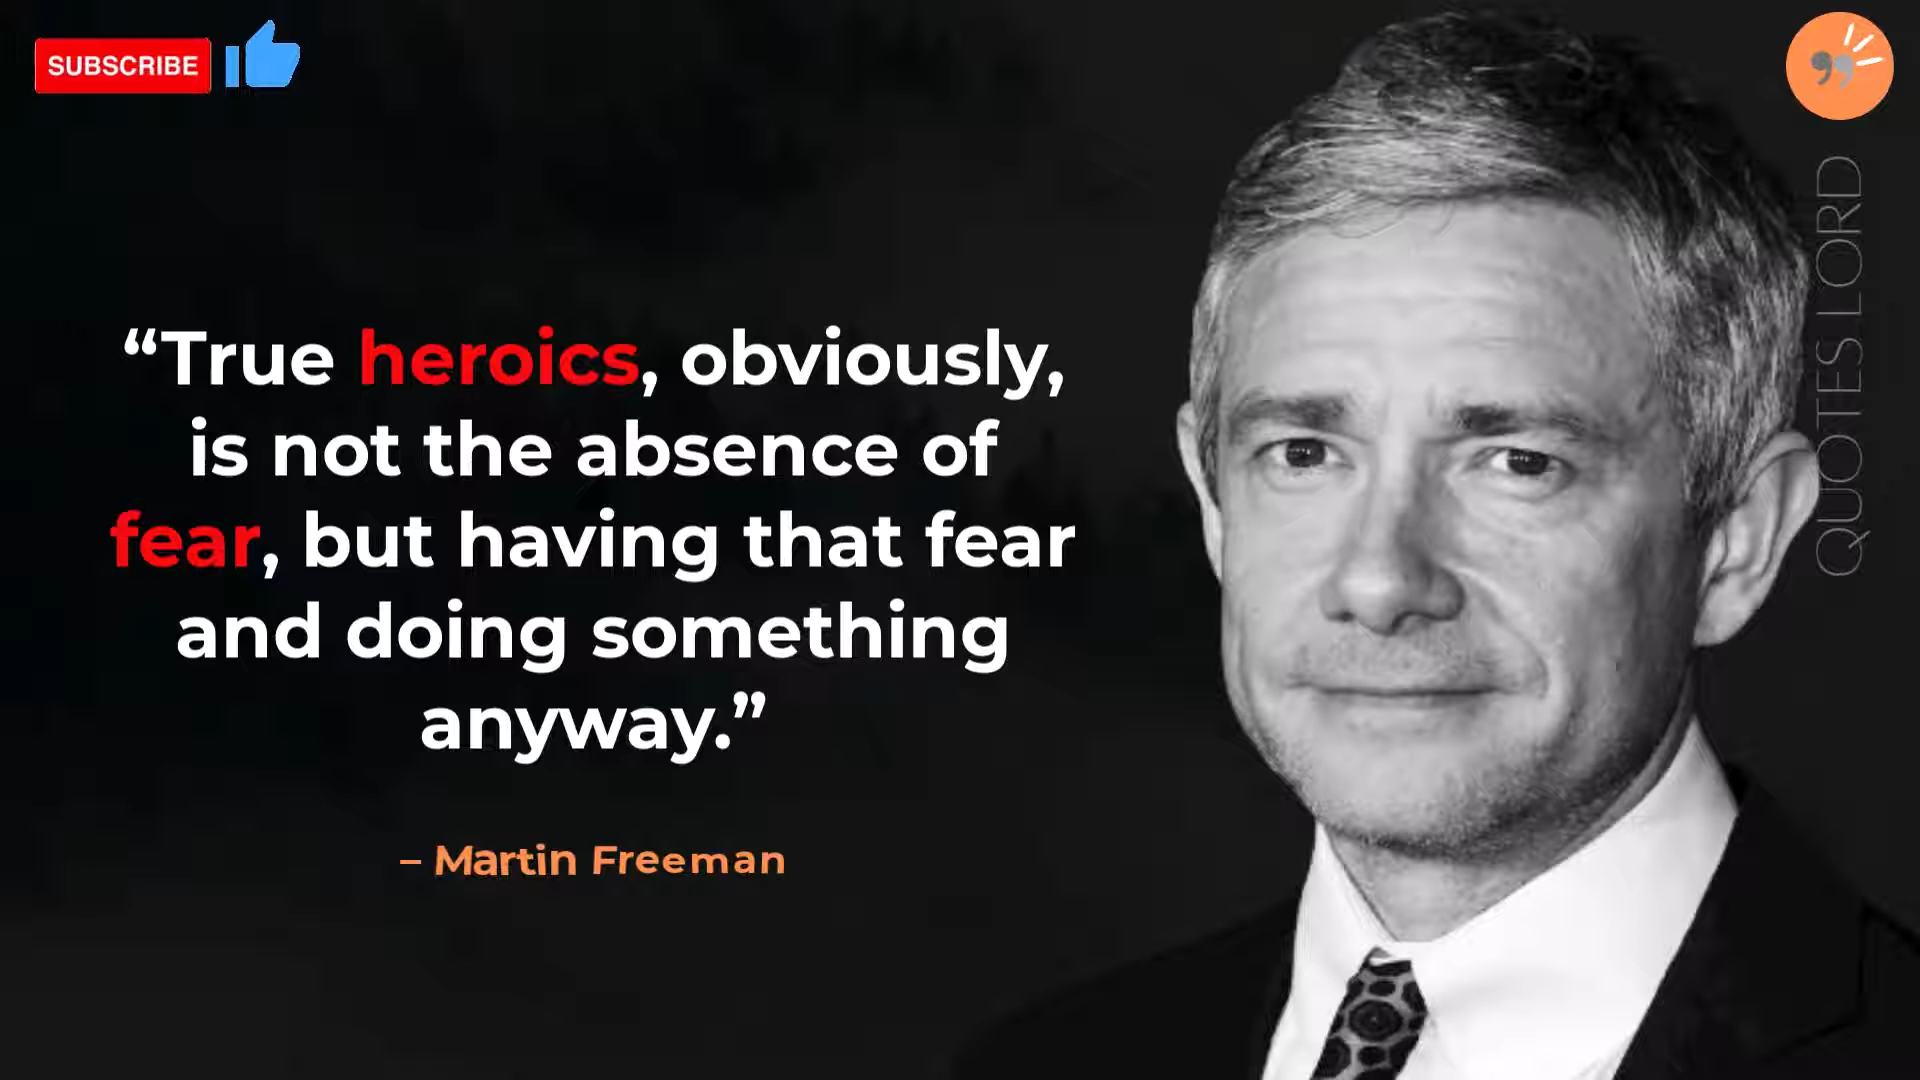 SUBSCRIBE
“True heroics, obviously,
is not the absence of
fear, but having that fear
and doing something
anyway.”
– Martin Freeman
QUOTES LORD